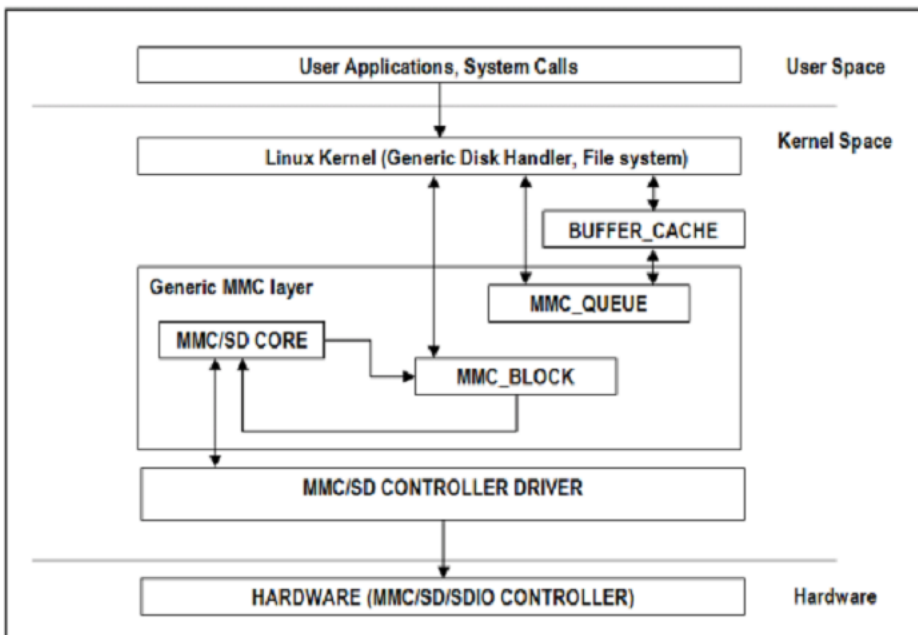 User Applications, System Calls
User Space
Kernel Space
Linux Kernel (Generic Disk Handler, File system)
BUFFER_CACHE
Generic MMC layer
MMC_QUEUE
MMC/SD CORE
MMC_BLOCK
MMC/SD CONTROLLER DRIVER
HARDWARE (MMC/SD/SDIO CONTROLLER)
Hardware